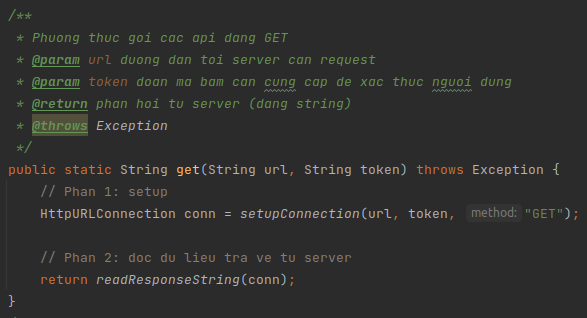 /**
 * Phuong thuc goi cac api dang GET
 * @param url duong dan toi server can request
 * @param token doan ma bam can cung cap de xac thuc nguoi dung
 * @return phan hoi tu server (dang string)
 * @throws Exception
 */
public static String get(String url, String token) throws Exception {
    // Phan 1: setup
    HttpURLConnection conn = setupConnection(url, token, method: "GET");

    // Phan 2: doc du lieu tra ve tu server
    return readResponseString(conn);
}